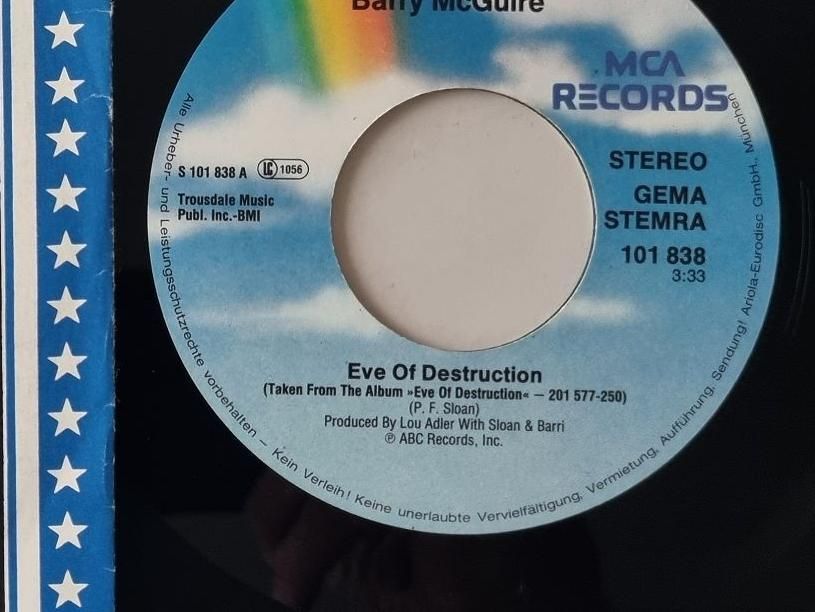 Barry McGuire
MCA
RECORDS
S 101 838 A LC 1056
Trousdale Music
Publ. Inc.-BMI
STEREO
GEMA
STEMRA
101 838
3:33
Eve Of Destruction
(Taken From The Album »Eve Of Destruction« – 201 577-250)
(P. F. Sloan)
Produced By Lou Adler With Sloan & Barri
℗ ABC Records, Inc.
Alle Urheber- und Leistungsschutzrechte vorbehalten – Kein Verleih! Keine unerlaubte Vervielfältigung, Vermietung, Aufführung, Sendung! Ariola-Eurodisc GmbH., München